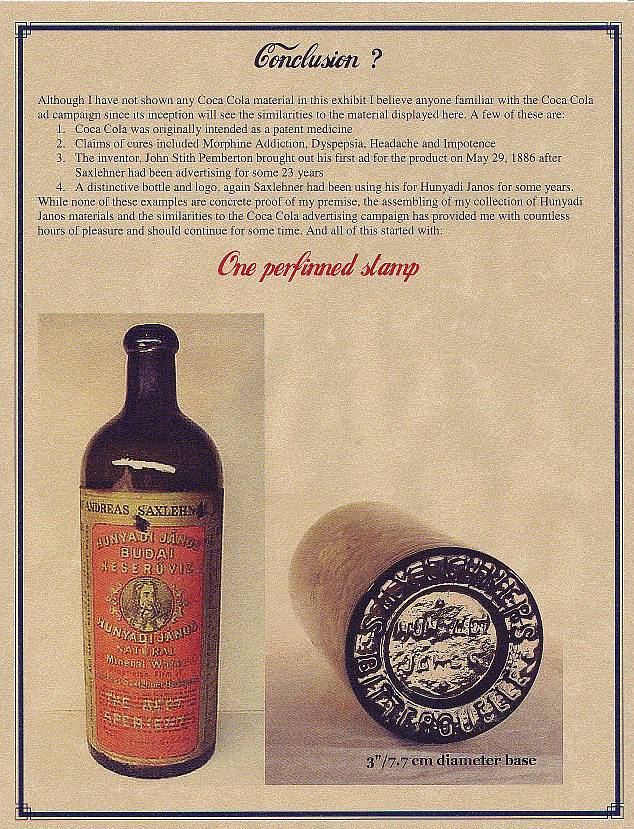 Conclusion ?
Although I have not shown any Coca Cola material in this exhibit I believe anyone familiar with the Coca Cola
ad campaign since its inception will see the similarities to the material displayed here. A few of these are:
1. Coca Cola was originally intended as a patent medicine
2. Claims of cures included Morphine Addiction, Dyspepsia, Headache and Impotence
3. The inventor, John Stith Pemberton brought out his first ad for the product on May 29, 1886 after
Saxlehner had been advertising for some 23 years
4. A distinctive bottle and logo, again Saxlehner had been using his for Hunyadi Janos for some years.
While none of these examples are concrete proof of my premise, the assembling of my collection of Hunyadi
Janos materials and the similarities to the Coca Cola advertising campaign has provided me with countless
hours of pleasure and should continue for some time. And all of this started with:
One perfinned stamp
ANDREAS SAXLEHN
HUNYADI JÁNOS
BUDAI
KESERÜVIZ
HUNYADI JÁNOS
NATURAL
Mineral Water
THE BEST
APERIENT
SAXLEHNERS
BITTERQUELLE
HUNYADI
JANOS
3"/7.7 cm diameter base